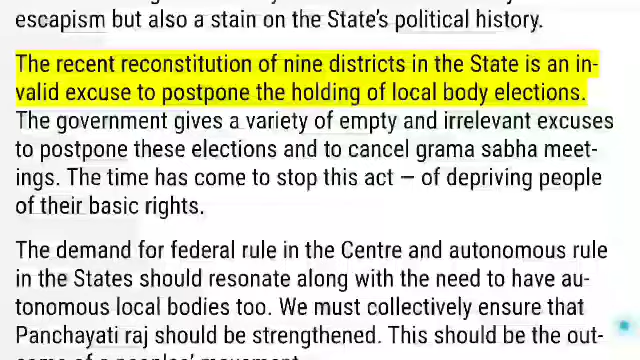 escapism but also a stain on the State's political history.
The recent reconstitution of nine districts in the State is an in-
valid excuse to postpone the holding of local body elections.
The government gives a variety of empty and irrelevant excuses
to postpone these elections and to cancel grama sabha meet-
ings. The time has come to stop this act — of depriving people
of their basic rights.
The demand for federal rule in the Centre and autonomous rule
in the States should resonate along with the need to have au-
tonomous local bodies too. We must collectively ensure that
Panchayati raj should be strengthened. This should be the out-
come of a peoples' movement.